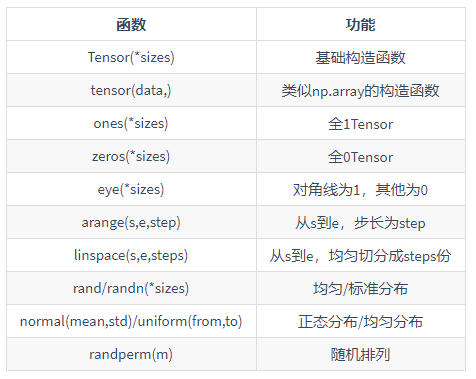 函数 功能
Tensor(*sizes) 基础构造函数
tensor(data,) 类似np.array的构造函数
ones(*sizes) 全1Tensor
zeros(*sizes) 全0Tensor
eye(*sizes) 对角线为1，其他为0
arange(s,e,step) 从s到e，步长为step
linspace(s,e,steps) 从s到e，均匀切分成steps份
rand/randn(*sizes) 均匀/标准分布
normal(mean,std)/uniform(from,to) 正态分布/均匀分布
randperm(m) 随机排列